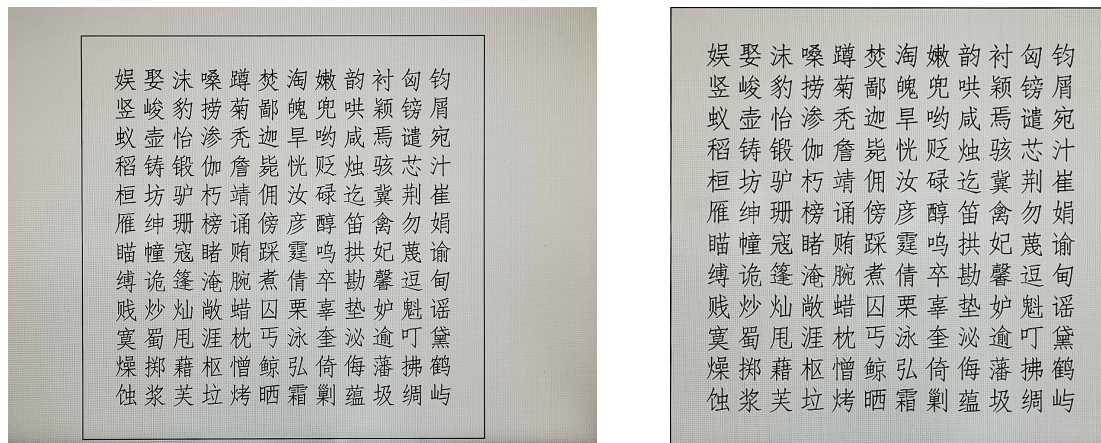 娱娶沫嗓蹲焚淘嫩韵衬匈钧
竖峻豹捞菊鄙魄兜哄颖镑屑
蚁壶怡渗秃迦旱哟咸焉谴宛
稻铸锻伽詹毙恍贬烛骇芯汁
桓坊驴朽靖佣汝碌迄冀荆崔
雁绅珊榜诵傍彦醇笛禽勿娟
瞄幢寇睹贿踩霆呜拱妃蔑谕
缚诡篷淹腕煮倩卒勘馨逗甸
贱炒灿敞蜡囚栗辜垫妒魁谣
寞蜀甩涯枕丐泳奎泌逾叮黛
燥掷藉枢憎鲸弘倚侮藩拂鹤
蚀浆芙垃烤晒霜剿蕴圾绸屿
娱娶沫嗓蹲焚淘嫩韵衬匈钧
竖峻豹捞菊鄙魄兜哄颖镑屑
蚁壶怡渗秃迦旱哟咸焉谴宛
稻铸锻伽詹毙恍贬烛骇芯汁
桓坊驴朽靖佣汝碌迄冀荆崔
雁绅珊榜诵傍彦醇笛禽勿娟
瞄幢寇睹贿踩霆呜拱妃蔑谕
缚诡篷淹腕煮倩卒勘馨逗甸
贱炒灿敞蜡囚栗辜垫妒魁谣
寞蜀甩涯枕丐泳奎泌逾叮黛
燥掷藉枢憎鲸弘倚侮藩拂鹤
蚀浆芙垃烤晒霜剿蕴圾绸屿